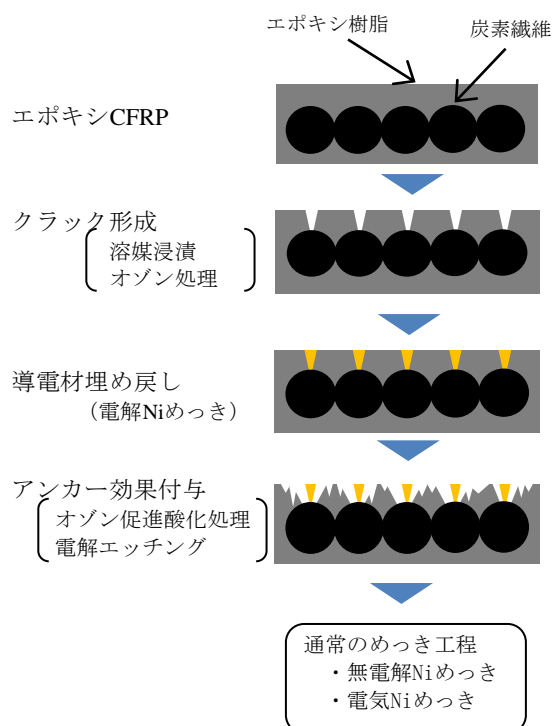 エポキシ樹脂
炭素繊維
エポキシCFRP
クラック形成
溶媒浸漬
オゾン処理
導電材埋め戻し
（電解Niめっき）
アンカー効果付与
オゾン促進酸化処理
電解エッチング
通常のめっき工程
・無電解Niめっき
・電気Niめっき